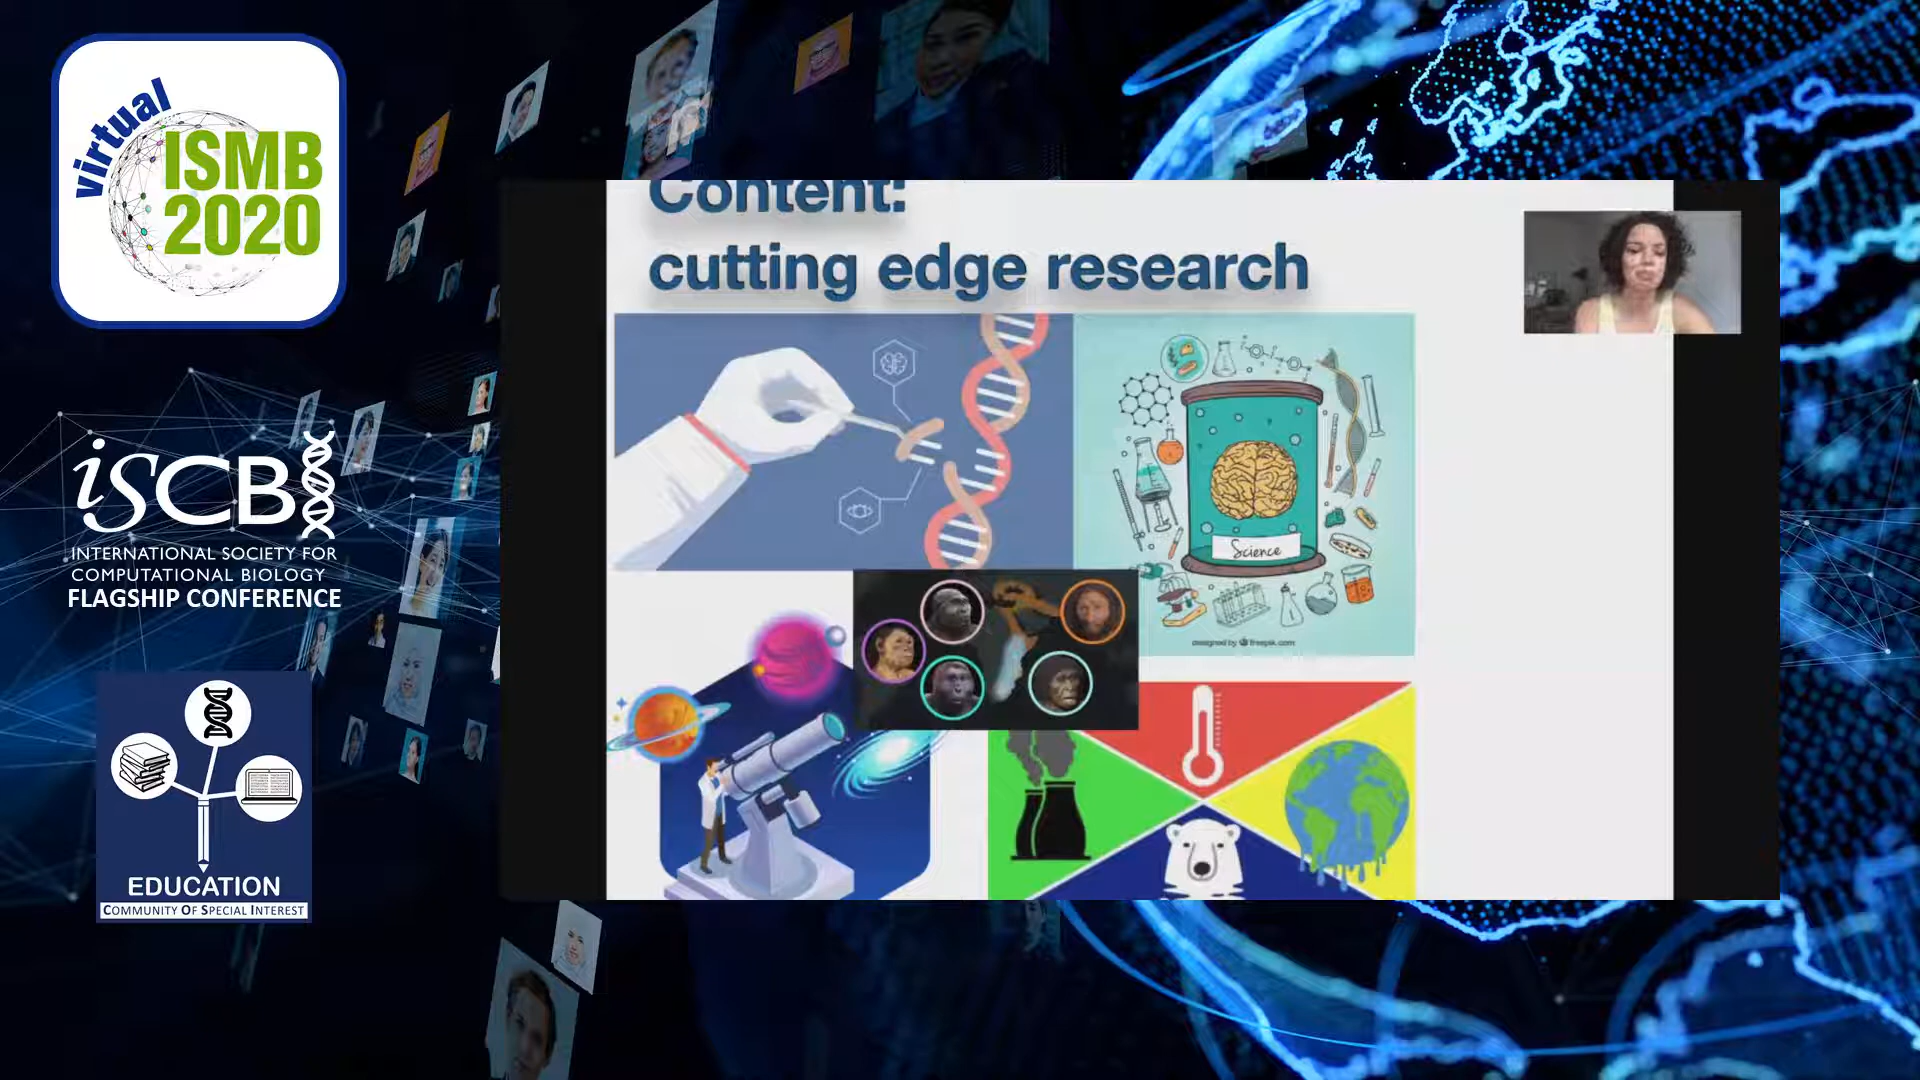 virtual
ISMB
2020
iSCB
INTERNATIONAL SOCIETY FOR
COMPUTATIONAL BIOLOGY
FLAGSHIP CONFERENCE
EDUCATION
COMMUNITY OF SPECIAL INTEREST
Content:
cutting edge research
Science
designed by freepik.com